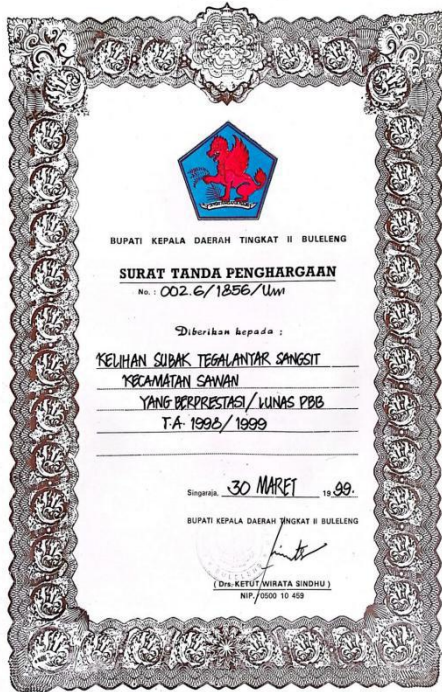 BUPATI KEPALA DAERAH TINGKAT II BULELENG
SURAT TANDA PENGHARGAAN
No. : 002.6/1856/Um
Diberikan kepada :
KELIHAN SUBAK TEGALANTAR SANGSIT
KECAMATAN SAWAN
YANG BERPRESTASI/LUNAS PBB
T.A. 1998/1999
Singaraja, 30 MARET 19 99.
BUPATI KEPALA DAERAH TINGKAT II BULELENG
( Drs. KETUT WIRATA SINDHU )
NIP. 0500 10 459